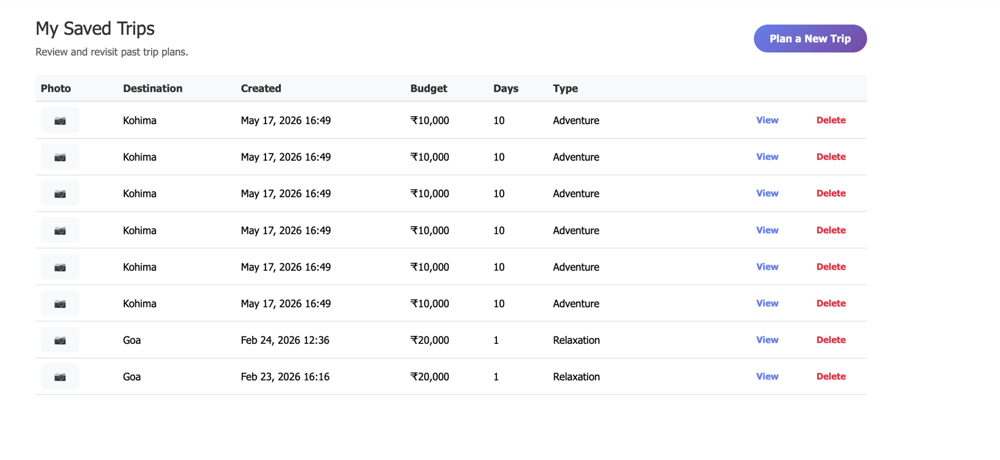 My Saved Trips
Plan a New Trip
Review and revisit past trip plans.
Photo Destination Created Budget Days Type
Kohima May 17, 2026 16:49 ₹10,000 10 Adventure View Delete
Kohima May 17, 2026 16:49 ₹10,000 10 Adventure View Delete
Kohima May 17, 2026 16:49 ₹10,000 10 Adventure View Delete
Kohima May 17, 2026 16:49 ₹10,000 10 Adventure View Delete
Kohima May 17, 2026 16:49 ₹10,000 10 Adventure View Delete
Kohima May 17, 2026 16:49 ₹10,000 10 Adventure View Delete
Goa Feb 24, 2026 12:36 ₹20,000 1 Relaxation View Delete
Goa Feb 23, 2026 16:16 ₹20,000 1 Relaxation View Delete